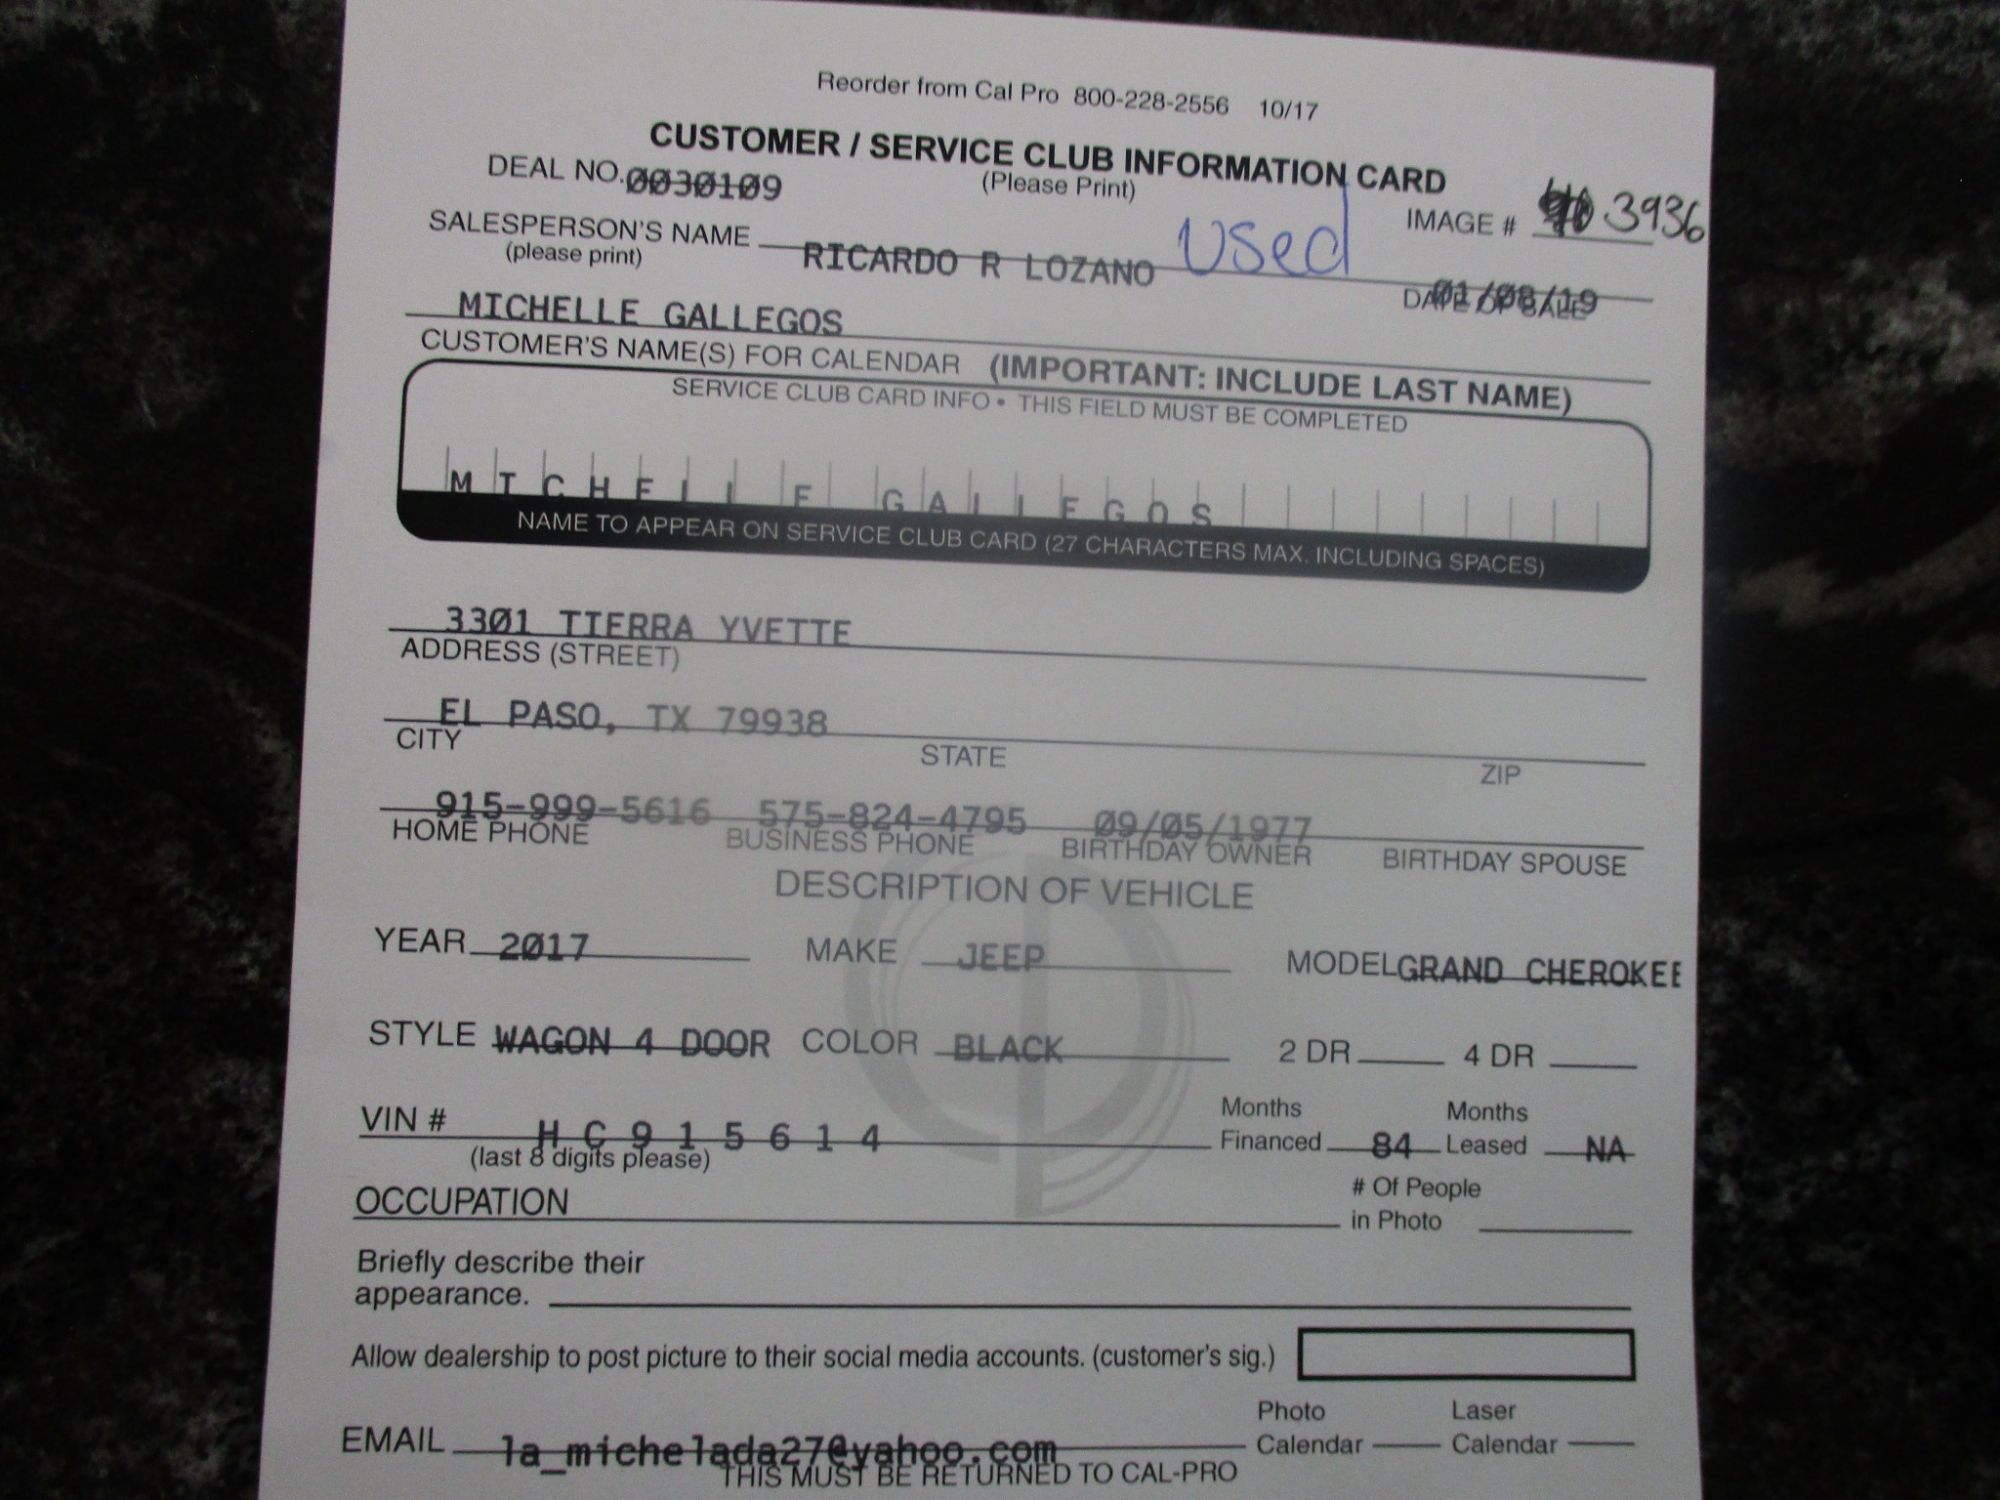 Reorder from Cal Pro 800-228-2556 10/17
CUSTOMER / SERVICE CLUB INFORMATION CARD
DEAL NO. 0030109 (Please Print) IMAGE # 3936
SALESPERSON'S NAME RICARDO R LOZANO Used
(please print)
DATE OF SALE 01/08/19
MICHELLE GALLEGOS
CUSTOMER'S NAME(S) FOR CALENDAR (IMPORTANT: INCLUDE LAST NAME)
SERVICE CLUB CARD INFO • THIS FIELD MUST BE COMPLETED
MICHELLE GALLEGOS
NAME TO APPEAR ON SERVICE CLUB CARD (27 CHARACTERS MAX. INCLUDING SPACES)
3301 TIERRA YVETTE
ADDRESS (STREET)
EL PASO, TX 79938
CITY STATE ZIP
915-999-5616 575-824-4795 09/05/1977
HOME PHONE BUSINESS PHONE BIRTHDAY OWNER BIRTHDAY SPOUSE
DESCRIPTION OF VEHICLE
YEAR 2017 MAKE JEEP MODEL GRAND CHEROKEE
STYLE WAGON 4 DOOR COLOR BLACK 2 DR 4 DR
VIN # HC915614 Months Financed 84 Months Leased NA
(last 8 digits please)
OCCUPATION # Of People in Photo
Briefly describe their
appearance.
Allow dealership to post picture to their social media accounts. (customer's sig.)
EMAIL la_michelada27@yahoo.com Photo Calendar Laser Calendar
THIS MUST BE RETURNED TO CAL-PRO